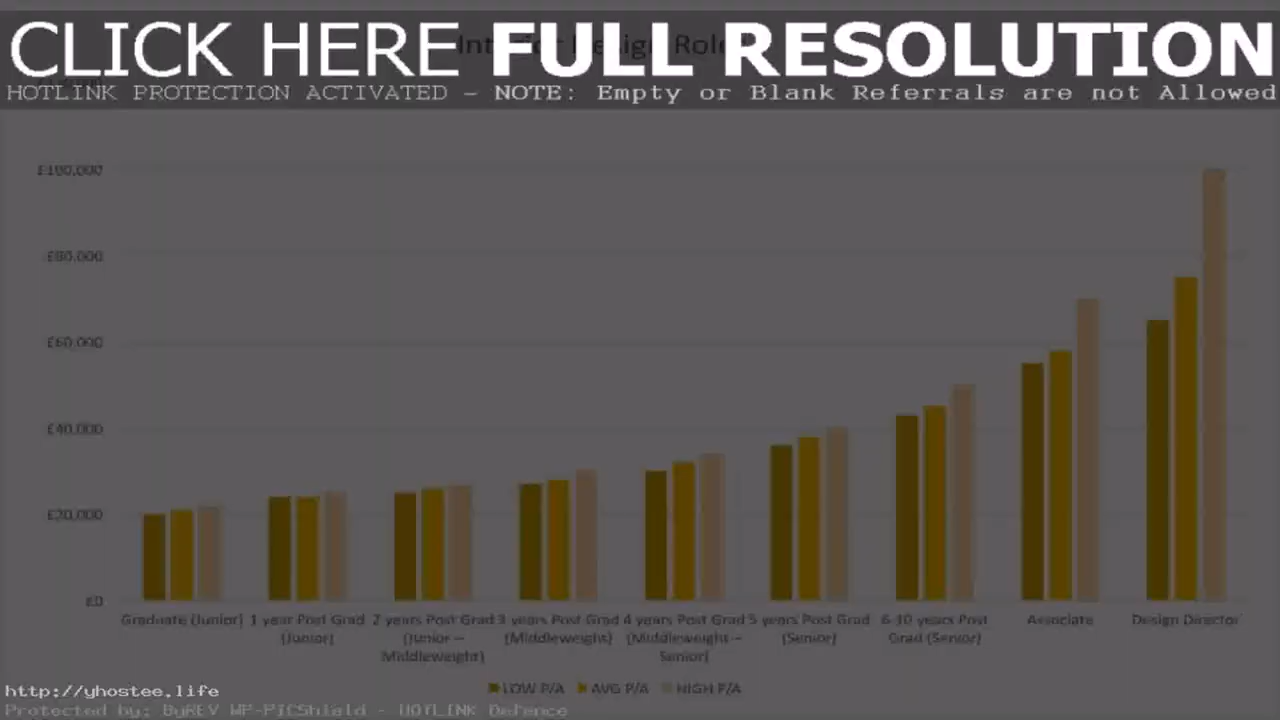 CLICK HERE FULL RESOLUTION
Interior Design Role
HOTLINK PROTECTION ACTIVATED – NOTE: Empty or Blank Referrals are not Allowed
£100,000
£80,000
£60,000
£40,000
£20,000
£0
Graduate (Junior) 1 year Post Grad 2 years Post Grad 3 years Post Grad 4 years Post Grad 5 years Post Grad 6-10 years Post Associate Design Director
(Junior) (Junior – (Middleweight) (Middleweight – (Senior) Grad (Senior)
Middleweight) Senior)
LOW P/A AVG P/A HIGH P/A
http://yhostee.life
Protected by: ByREV WP-PICShield – HOTLINK Defence